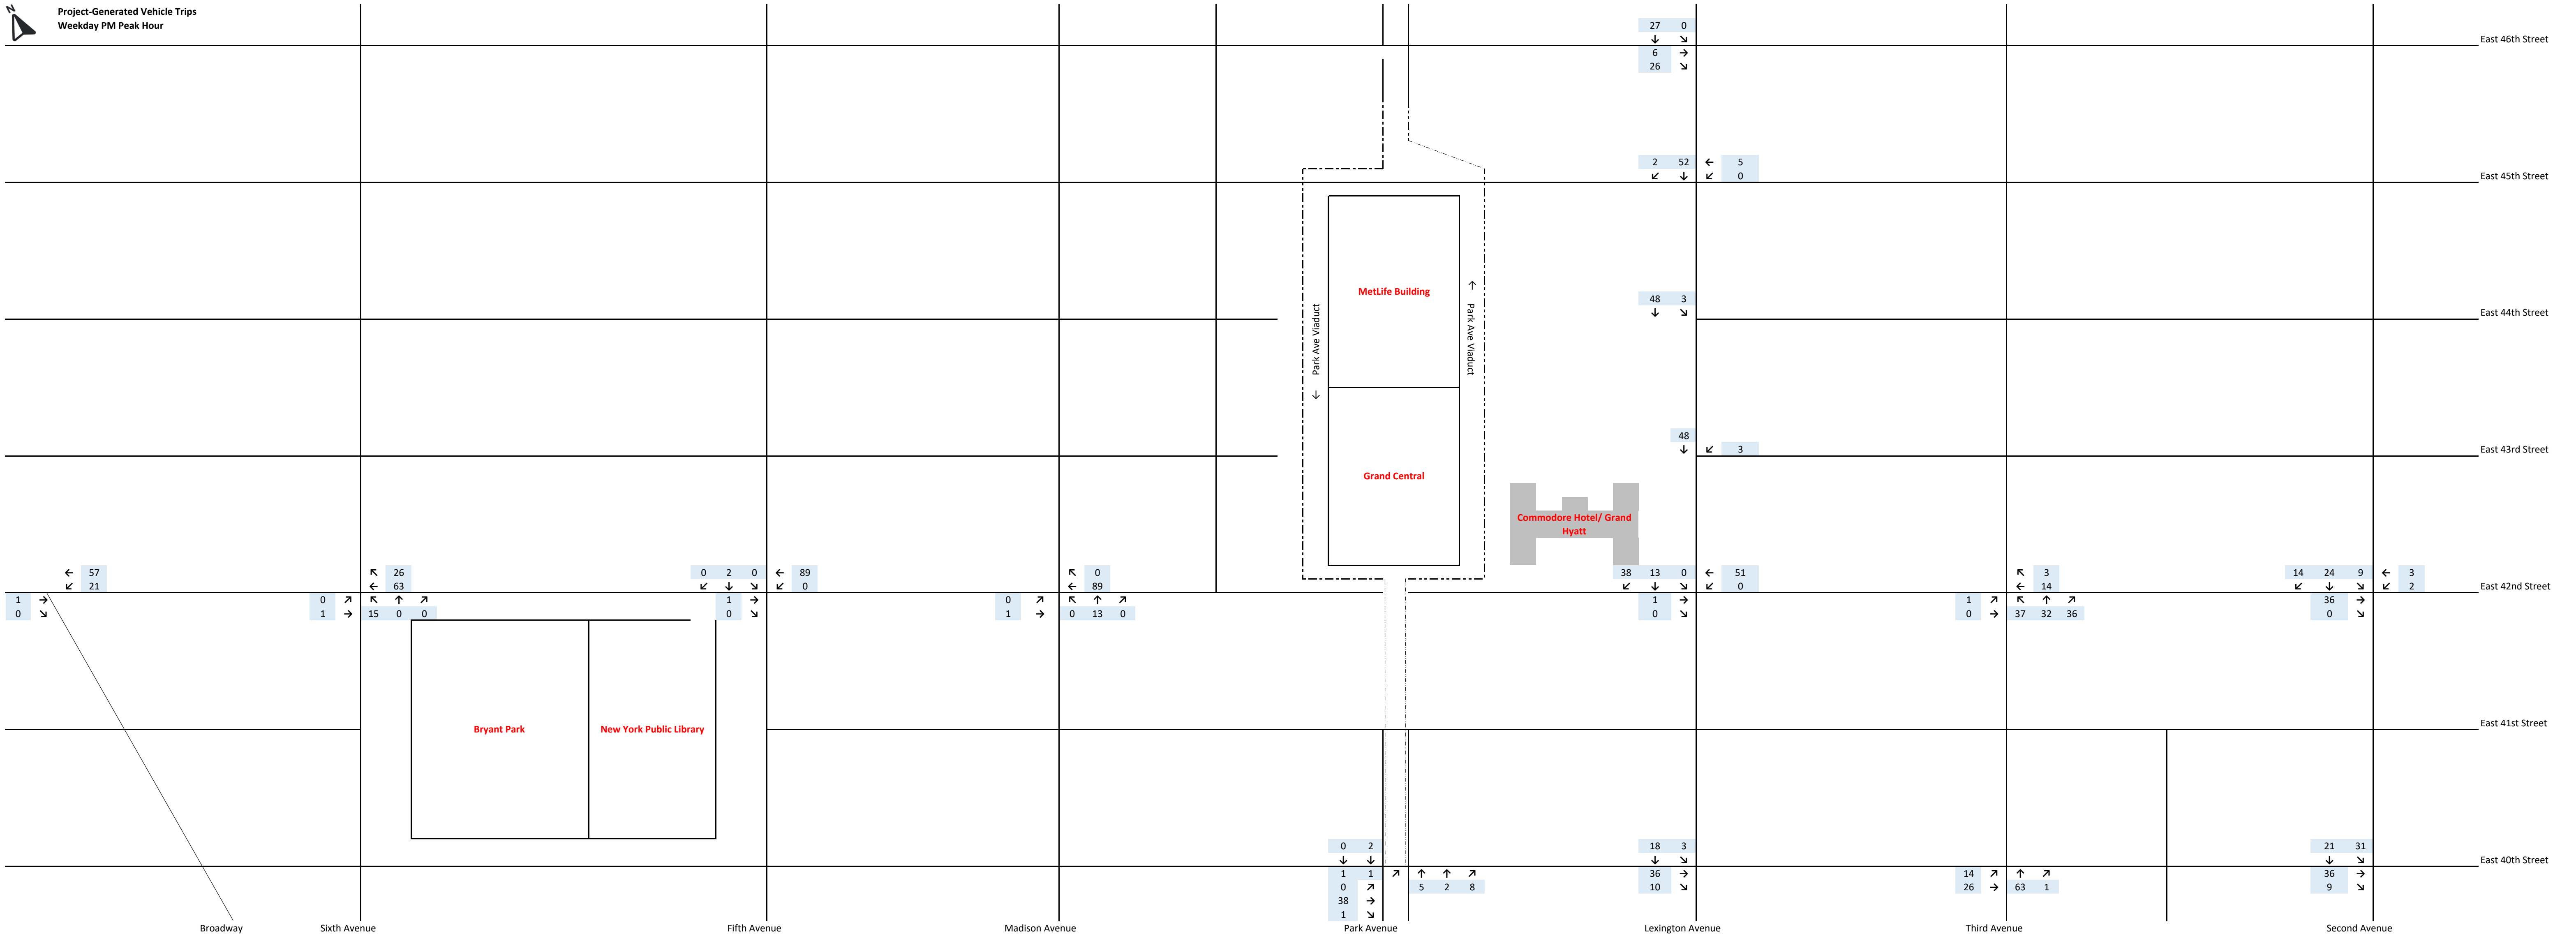 N
Project-Generated Vehicle Trips
Weekday PM Peak Hour
27 0
↓ ↘
East 46th Street
6 →
26 ↘
2 52 ← 5
↙ ↓ ↙ 0
East 45th Street
MetLife Building
↑ Park Ave Viaduct
Park Ave Viaduct ↓
48 3
↓ ↘
East 44th Street
48
↓ ↙ 3
East 43rd Street
Grand Central
Commodore Hotel/ Grand
Hyatt
← 57 ↖ 26 0 2 0 ← 89 ↖ 0 38 13 0 ← 51 ↖ 3 14 24 9 ← 3
↙ 21 ← 63 ↙ ↓ ↘ ↙ 0 ← 89 ↙ ↓ ↘ ↙ 0 ← 14 ↙ ↓ ↘ ↙ 2
East 42nd Street
1 → 0 ↗ ↖ ↑ ↗ 1 → 0 ↗ ↖ ↑ ↗ 1 → 1 ↗ ↖ ↑ ↗ 36 →
0 ↘ 1 → 15 0 0 0 ↘ 1 → 0 13 0 0 ↘ 0 → 37 32 36 0 ↘
East 41st Street
Bryant Park
New York Public Library
0 2 18 3 21 31
↓ ↓ ↓ ↘ ↓ ↘
East 40th Street
1 1 ↗ ↑ ↑ ↗ 36 → 14 ↗ ↑ ↗ 36 →
0 ↗ 5 2 8 10 ↘ 26 → 63 1 9 ↘
38 →
1 ↘
Broadway
Sixth Avenue
Fifth Avenue
Madison Avenue
Park Avenue
Lexington Avenue
Third Avenue
Second Avenue